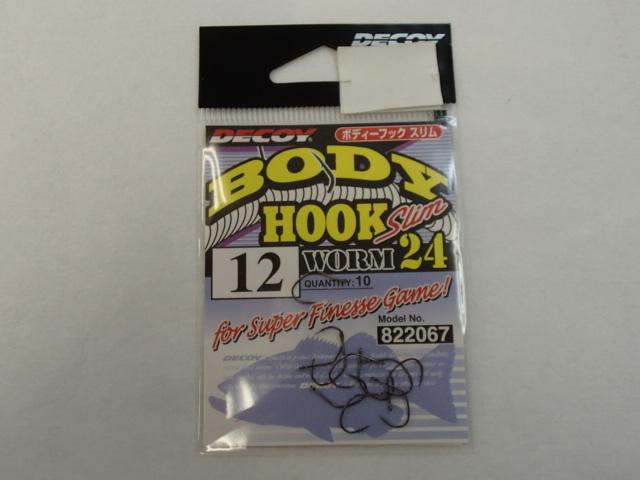 DECOY
DECOY
ボディーフック スリム
BODY
HOOK Slim
12
WORM 24
QUANTITY:10
for Super Finesse Game!
Model No.
822067
DECOY